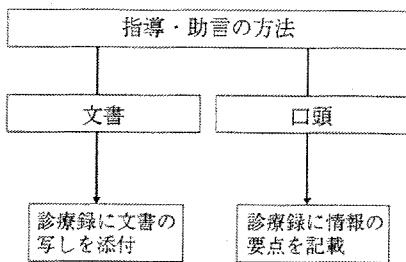 指導・助言の方法
文書
口頭
診療録に文書の
写しを添付
診療録に情報の
要点を記載